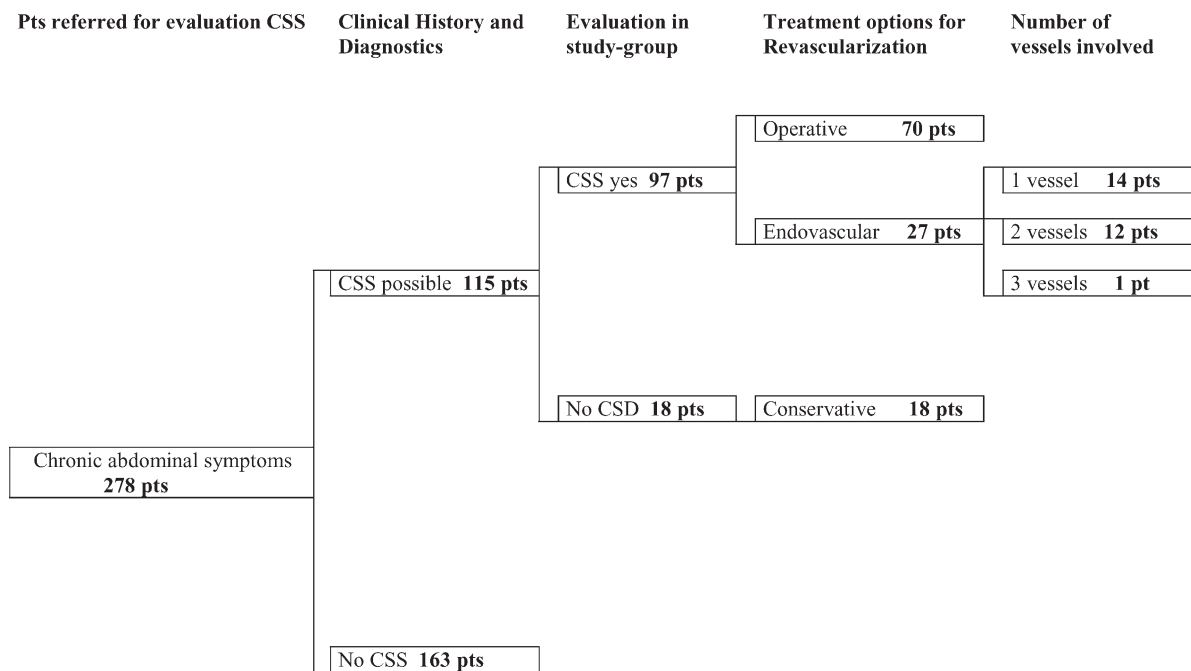 Pts referred for evaluation CSS
Clinical History and
Diagnostics
Evaluation in
study-group
Treatment options for
Revascularization
Number of
vessels involved
Operative 70 pts
CSS yes 97 pts
1 vessel 14 pts
Endovascular 27 pts
2 vessels 12 pts
CSS possible 115 pts
3 vessels 1 pt
No CSD 18 pts
Conservative 18 pts
Chronic abdominal symptoms
278 pts
No CSS 163 pts